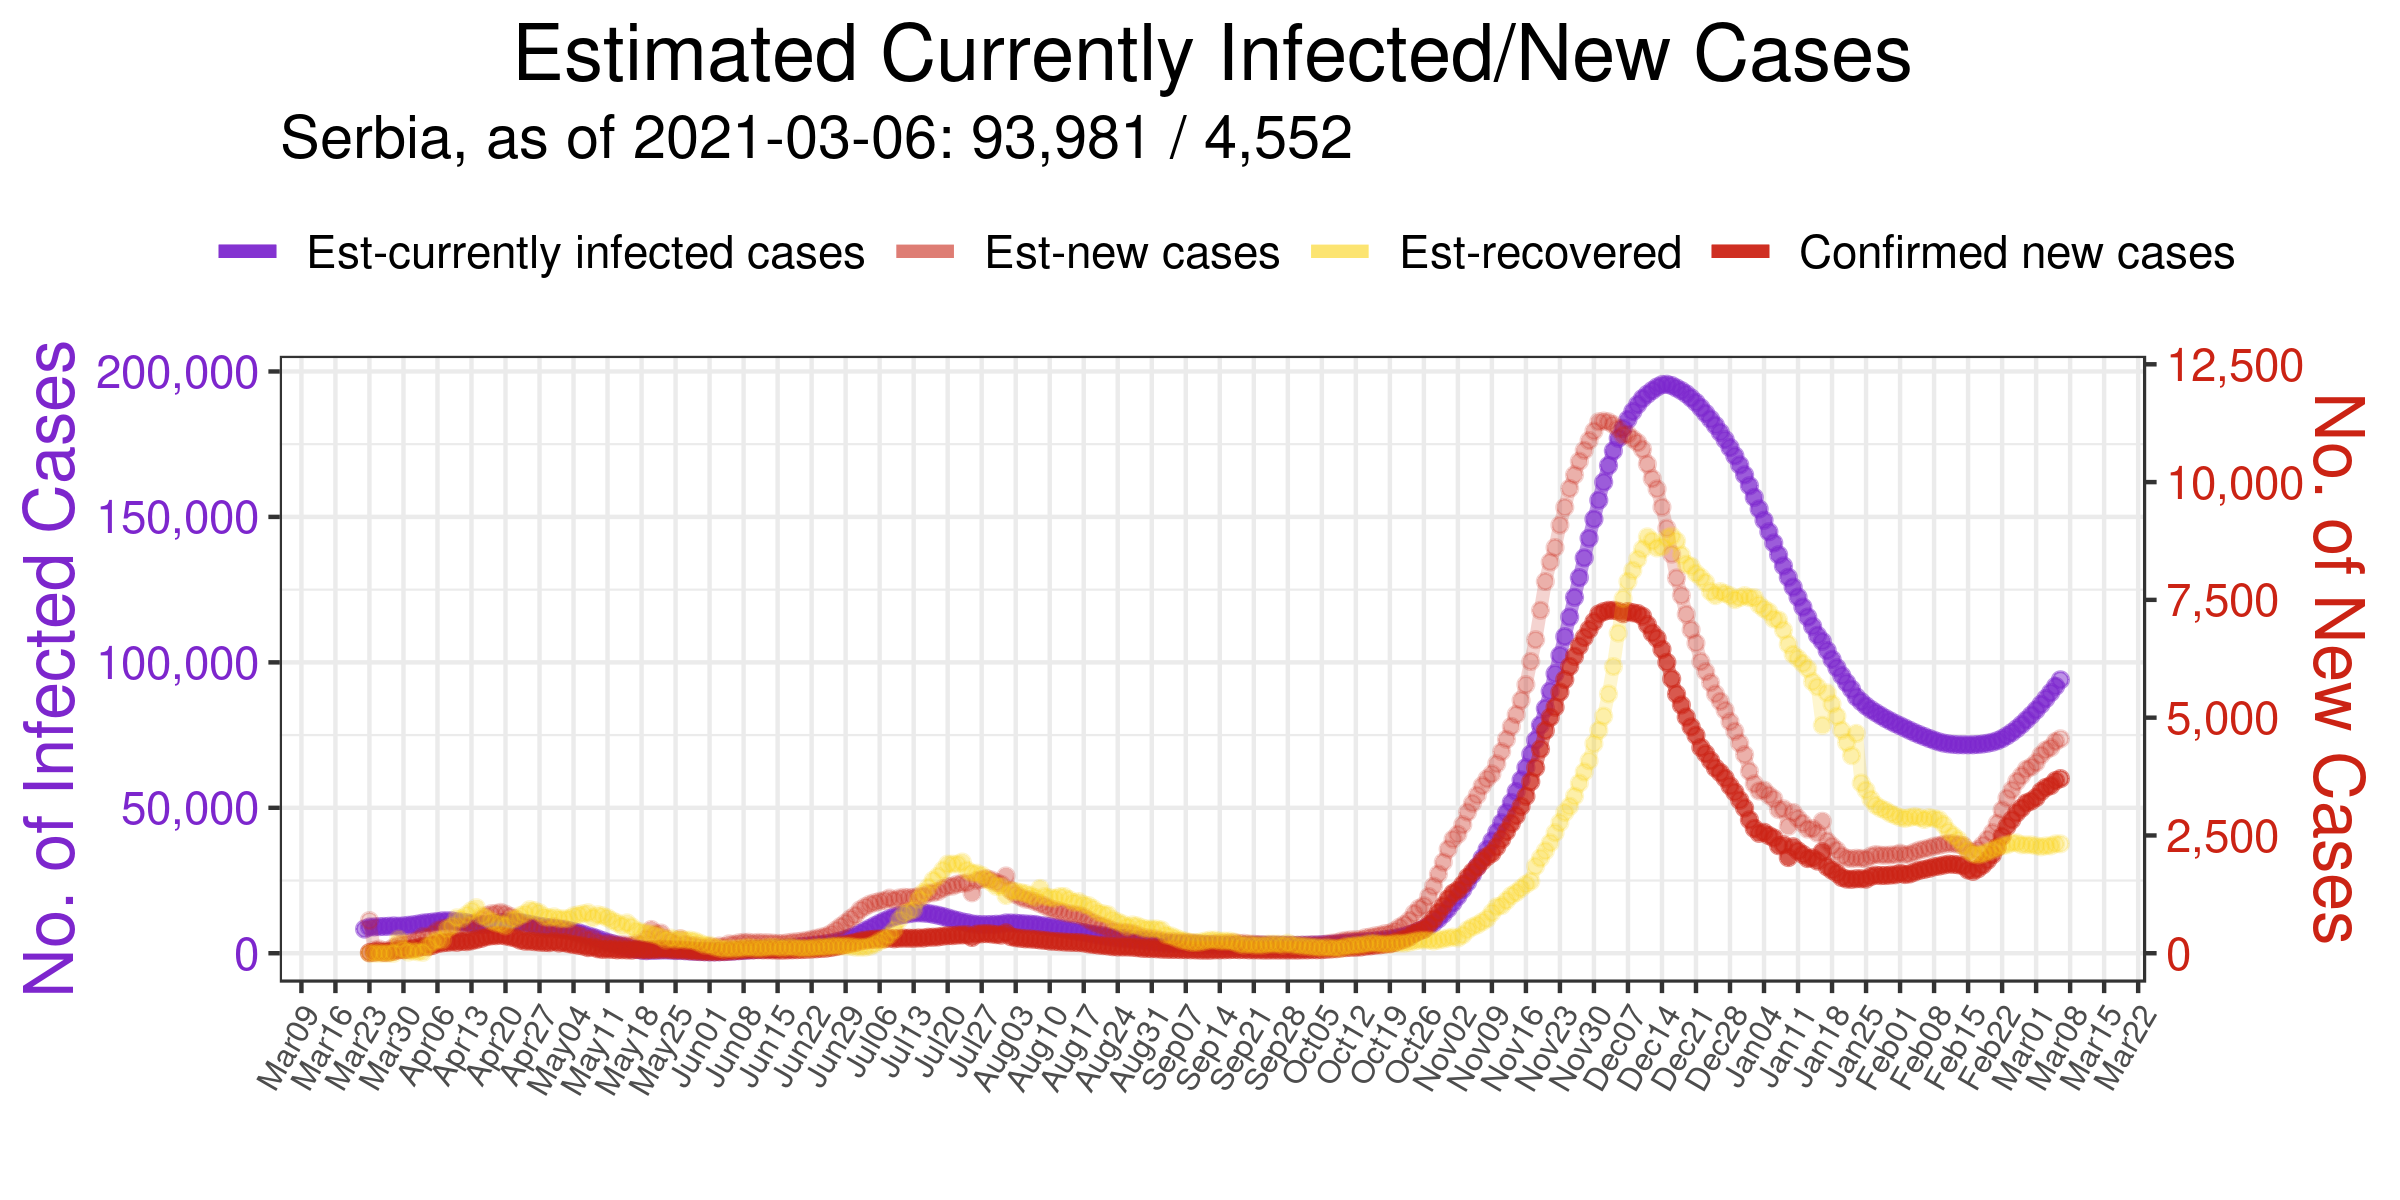 Estimated Currently Infected/New Cases
Serbia, as of 2021-03-06: 93,981 / 4,552
Est-currently infected cases Est-new cases Est-recovered Confirmed new cases
No. of Infected Cases
200,000
150,000
100,000
50,000
0
12,500
10,000
7,500
5,000
2,500
0
No. of New Cases
Mar09 Mar16 Mar23 Mar30 Apr06 Apr13 Apr20 Apr27 May04 May11 May18 May25 Jun01 Jun08 Jun15 Jun22 Jun29 Jul06 Jul13 Jul20 Jul27 Aug03 Aug10 Aug17 Aug24 Aug31 Sep07 Sep14 Sep21 Sep28 Oct05 Oct12 Oct19 Oct26 Nov02 Nov09 Nov16 Nov23 Nov30 Dec07 Dec14 Dec21 Dec28 Jan04 Jan11 Jan18 Jan25 Feb01 Feb08 Feb15 Feb22 Mar01 Mar08 Mar15 Mar22